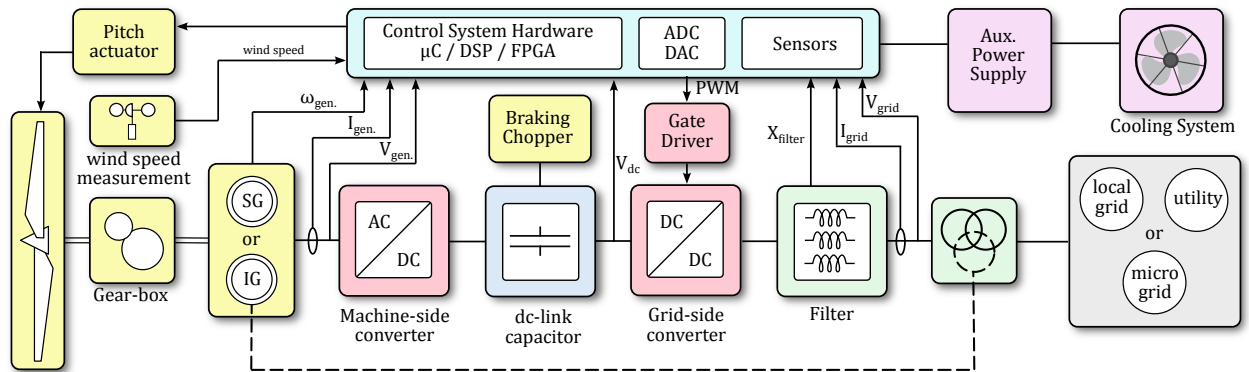 Pitch
actuator
wind speed
Control System Hardware
μC / DSP / FPGA
ADC
DAC
Sensors
Aux.
Power
Supply
Cooling System
wind speed
measurement
ωgen.
Igen.
Vgen.
Braking
Chopper
Vdc
PWM
Gate
Driver
Xfilter
Igrid
Vgrid
Gear-box
SG
or
IG
AC
DC
Machine-side
converter
dc-link
capacitor
DC
DC
Grid-side
converter
Filter
local
grid
utility
or
micro
grid